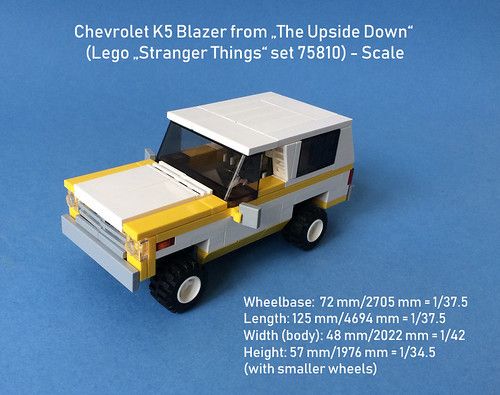 Chevrolet K5 Blazer from „The Upside Down“
(Lego „Stranger Things“ set 75810) - Scale
Wheelbase: 72 mm/2705 mm = 1/37.5
Length: 125 mm/4694 mm = 1/37.5
Width (body): 48 mm/2022 mm = 1/42
Height: 57 mm/1976 mm = 1/34.5
(with smaller wheels)